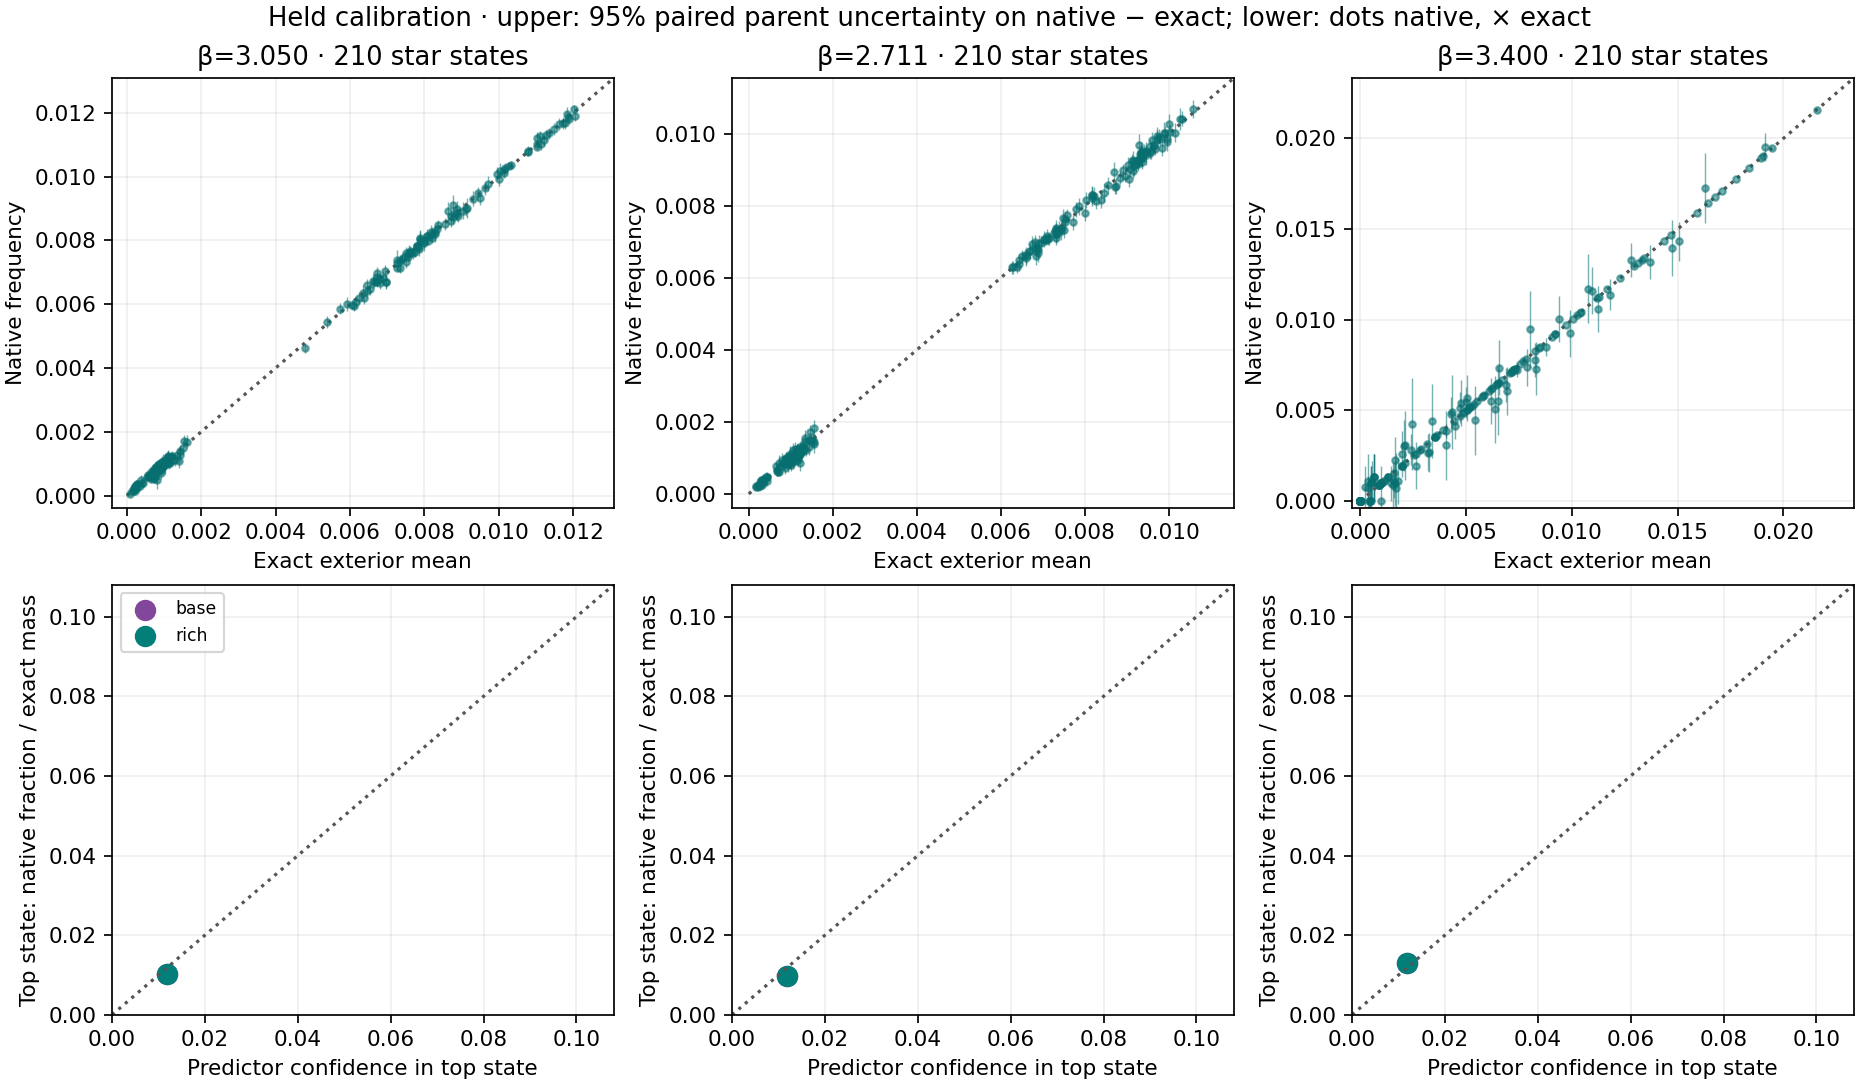 Held calibration · upper: 95% paired parent uncertainty on native − exact; lower: dots native, × exact
β=3.050 · 210 star states
β=2.711 · 210 star states
β=3.400 · 210 star states
Native frequency
0.012
0.010
0.008
0.006
0.004
0.002
0.000
0.000 0.002 0.004 0.006 0.008 0.010 0.012
Exact exterior mean
Native frequency
0.010
0.008
0.006
0.004
0.002
0.000
0.000 0.002 0.004 0.006 0.008 0.010
Exact exterior mean
Native frequency
0.020
0.015
0.010
0.005
0.000
0.000 0.005 0.010 0.015 0.020
Exact exterior mean
Top state: native fraction / exact mass
0.10
0.08
0.06
0.04
0.02
0.00
base
rich
0.00 0.02 0.04 0.06 0.08 0.10
Predictor confidence in top state
Top state: native fraction / exact mass
0.10
0.08
0.06
0.04
0.02
0.00
0.00 0.02 0.04 0.06 0.08 0.10
Predictor confidence in top state
Top state: native fraction / exact mass
0.10
0.08
0.06
0.04
0.02
0.00
0.00 0.02 0.04 0.06 0.08 0.10
Predictor confidence in top state